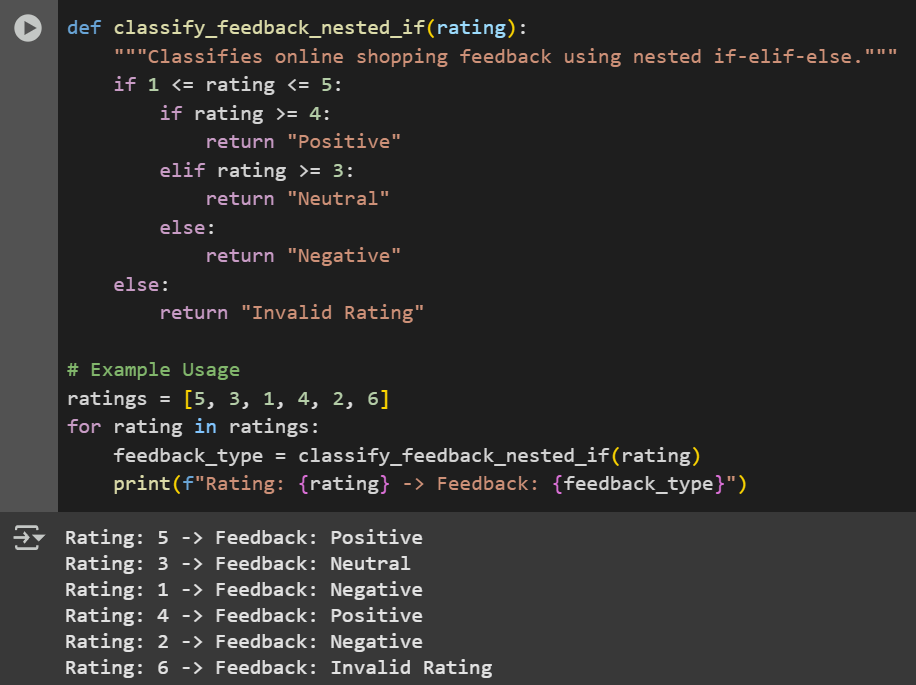 def classify_feedback_nested_if(rating):
    """Classifies online shopping feedback using nested if-elif-else."""
    if 1 <= rating <= 5:
        if rating >= 4:
            return "Positive"
        elif rating >= 3:
            return "Neutral"
        else:
            return "Negative"
    else:
        return "Invalid Rating"

# Example Usage
ratings = [5, 3, 1, 4, 2, 6]
for rating in ratings:
    feedback_type = classify_feedback_nested_if(rating)
    print(f"Rating: {rating} -> Feedback: {feedback_type}")
Rating: 5 -> Feedback: Positive
Rating: 3 -> Feedback: Neutral
Rating: 1 -> Feedback: Negative
Rating: 4 -> Feedback: Positive
Rating: 2 -> Feedback: Negative
Rating: 6 -> Feedback: Invalid Rating